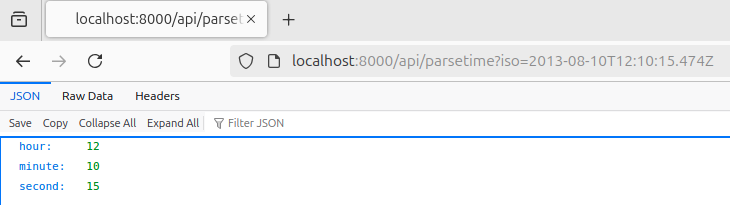 localhost:8000/api/parset
localhost:8000/api/parsetime?iso=2013-08-10T12:10:15.474Z
JSON Raw Data Headers
Save Copy Collapse All Expand All Filter JSON
hour: 12
minute: 10
second: 15